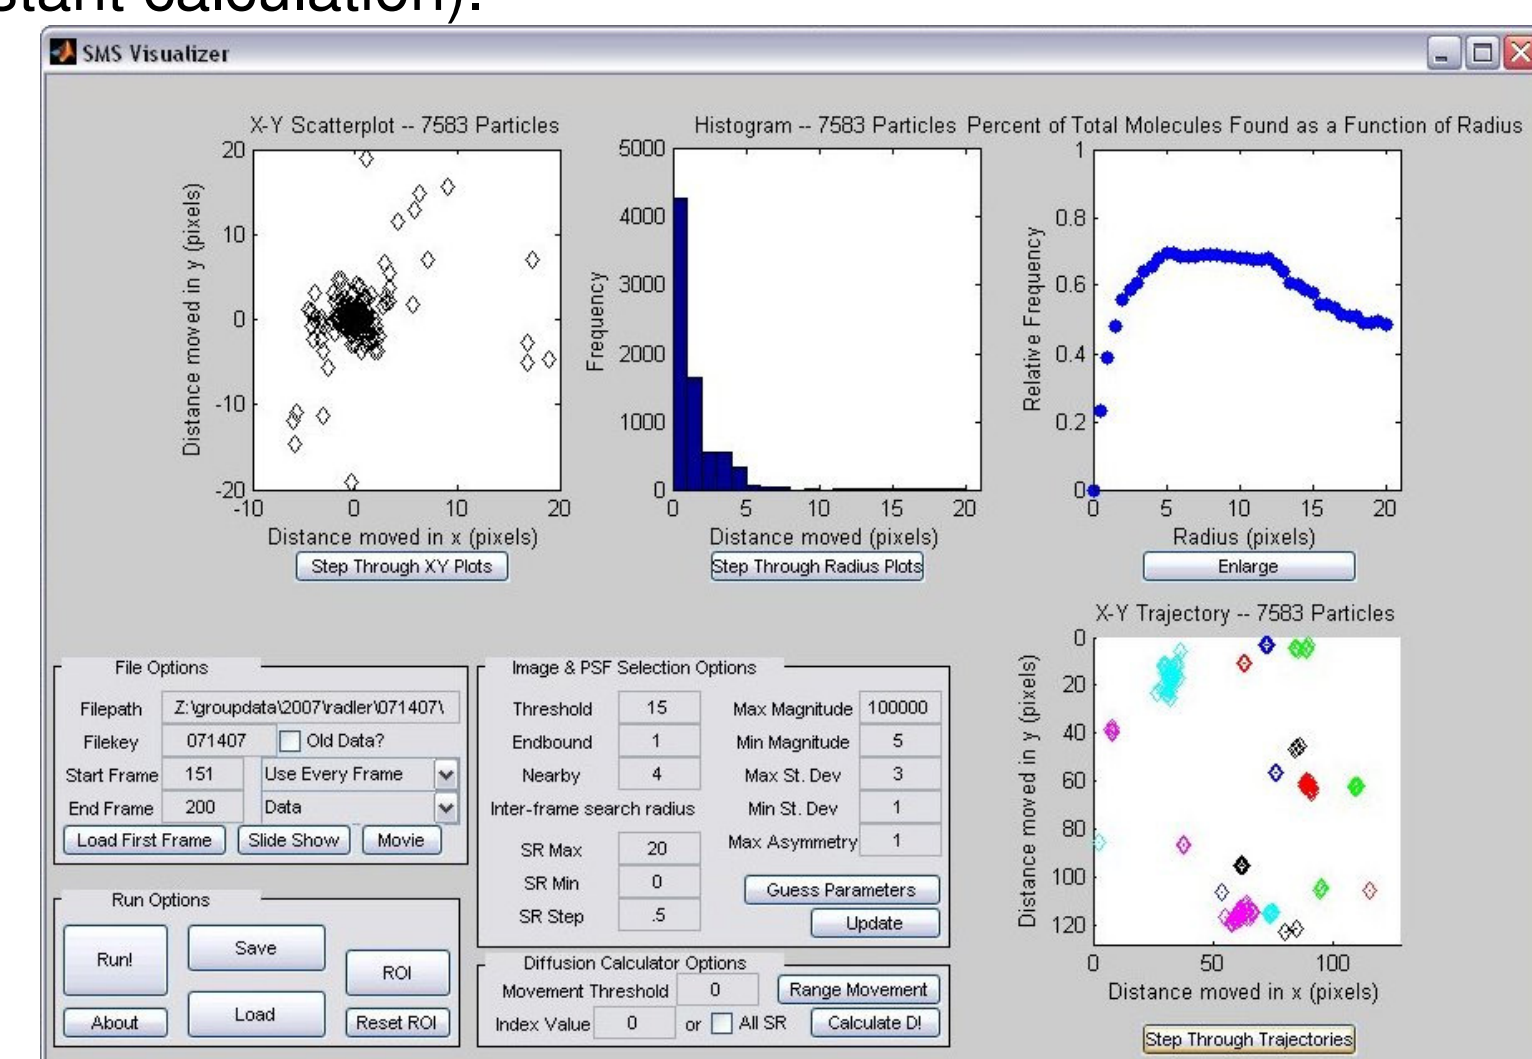 stant calculation).
SMS Visualizer
X-Y Scatterplot -- 7583 Particles
20
10
0
-10
-20
-10 0 10 20
Distance moved in y (pixels)
Distance moved in x (pixels)
Step Through XY Plots
Histogram -- 7583 Particles
5000
4000
3000
2000
1000
0
0 5 10 15 20
Frequency
Distance moved (pixels)
Step Through Radius Plots
Percent of Total Molecules Found as a Function of Radius
1
0.8
0.6
0.4
0.2
0
0 5 10 15 20
Relative Frequency
Radius (pixels)
Enlarge
X-Y Trajectory -- 7583 Particles
0
20
40
60
80
100
120
0 50 100
Distance moved in y (pixels)
Distance moved in x (pixels)
Step Through Trajectories
File Options
Filepath Z:\groupdata\2007\radler\071407\
Filekey 071407 Old Data?
Start Frame 151 Use Every Frame
End Frame 200 Data
Load First Frame Slide Show Movie
Run Options
Run! Save ROI
About Load Reset ROI
Image & PSF Selection Options
Threshold 15 Max Magnitude 100000
Endbound 1 Min Magnitude 5
Nearby 4 Max St. Dev 3
Inter-frame search radius Min St. Dev 1
SR Max 20 Max Asymmetry 1
SR Min 0 Guess Parameters
SR Step .5 Update
Diffusion Calculator Options
Movement Threshold 0 Range Movement
Index Value 0 or All SR Calculate D!